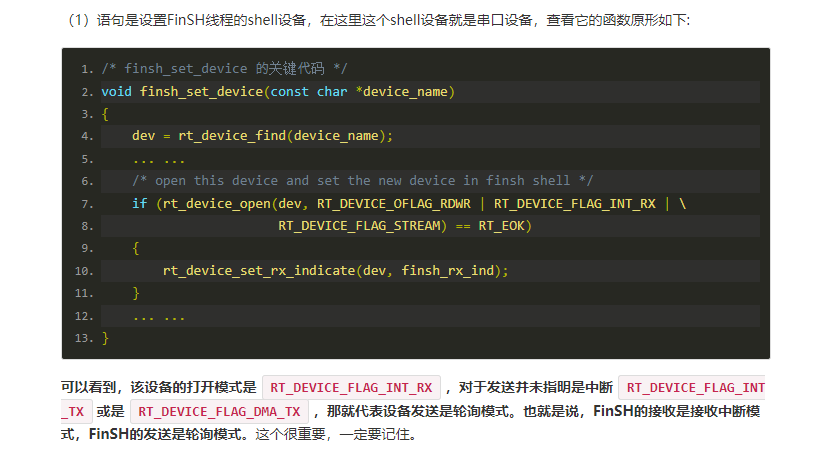 （1）语句是设置FinSH线程的shell设备，在这里这个shell设备就是串口设备，查看它的函数原形如下:
1. /* finsh_set_device 的关键代码 */
2. void finsh_set_device(const char *device_name)
3. {
4. dev = rt_device_find(device_name);
5. ... ...
6. /* open this device and set the new device in finsh shell */
7. if (rt_device_open(dev, RT_DEVICE_OFLAG_RDWR | RT_DEVICE_FLAG_INT_RX | \
8. RT_DEVICE_FLAG_STREAM) == RT_EOK)
9. {
10. rt_device_set_rx_indicate(dev, finsh_rx_ind);
11. }
12. ... ...
13. }
可以看到，该设备的打开模式是 RT_DEVICE_FLAG_INT_RX ，对于发送并未指明是中断 RT_DEVICE_FLAG_INT
_TX 或是 RT_DEVICE_FLAG_DMA_TX ，那就代表设备发送是轮询模式。也就是说，FinSH的接收是接收中断模
式，FinSH的发送是轮询模式。这个很重要，一定要记住。